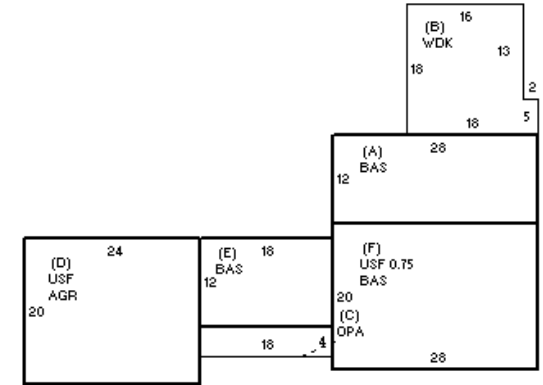 16
(B)
WDK
13
18
2
5
18
28
(A)
BAS
12
24
(D)
USF
AGR
20
(E)
BAS
18
12
(F)
USF 0.75
BAS
20
(C)
OPA
18
4
28